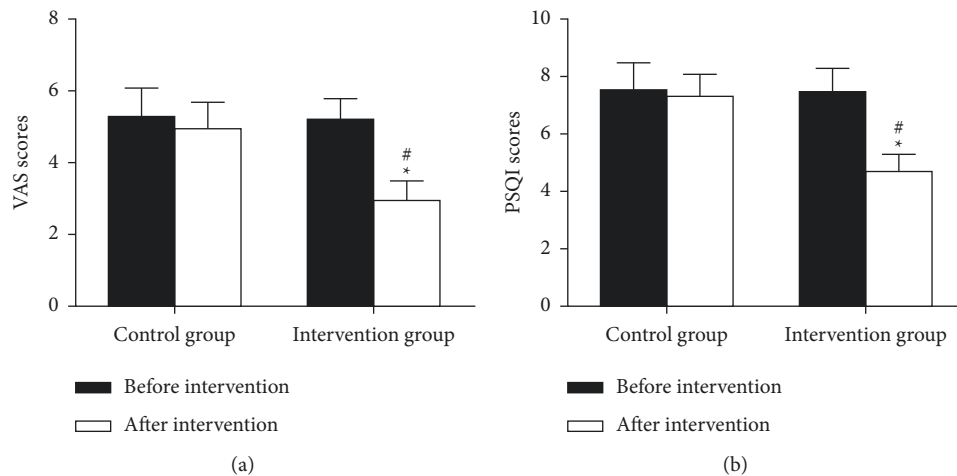 VAS scores
8
6
4
2
0
#
*
Control group
Intervention group
Before intervention
After intervention
(a)
PSQI scores
10
8
6
4
2
0
#
*
Control group
Intervention group
Before intervention
After intervention
(b)